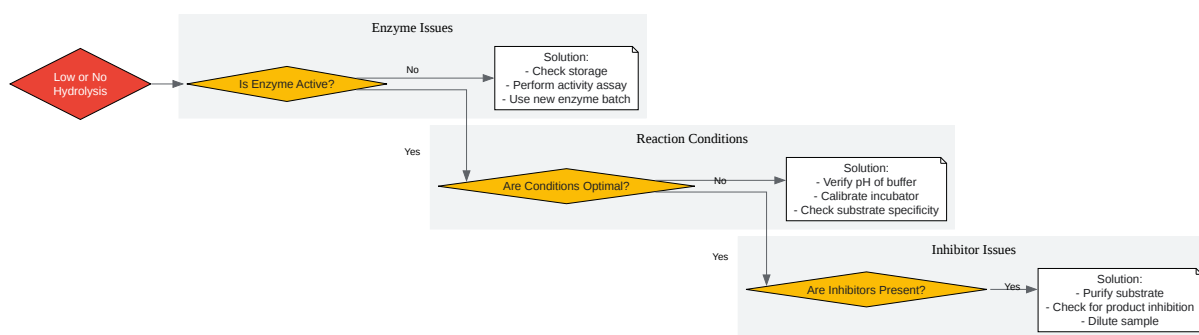 Enzyme Issues
Low or No
Hydrolysis
Is Enzyme Active?
No
Solution:
- Check storage
- Perform activity assay
- Use new enzyme batch
Yes
Reaction Conditions
Are Conditions Optimal?
No
Solution:
- Verify pH of buffer
- Calibrate incubator
- Check substrate specificity
Yes
Inhibitor Issues
Are Inhibitors Present?
Yes
Solution:
- Purify substrate
- Check for product inhibition
- Dilute sample